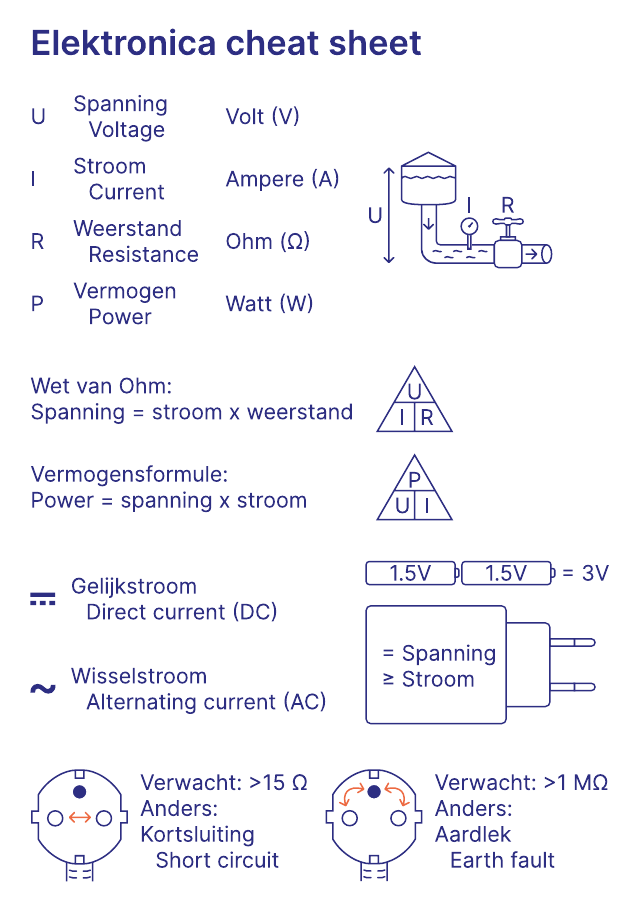 Elektronica cheat sheet
U Spanning Volt (V)
Voltage
I Stroom Ampere (A)
Current
R Weerstand Ohm (Ω)
Resistance
P Vermogen Watt (W)
Power
U
I
R
Wet van Ohm:
Spanning = stroom x weerstand
U
I R
Vermogensformule:
Power = spanning x stroom
P
U I
Gelijkstroom
Direct current (DC)
~ Wisselstroom
Alternating current (AC)
1.5V 1.5V = 3V
= Spanning
≥ Stroom
Verwacht: >15 Ω
Anders:
Kortsluiting
Short circuit
Verwacht: >1 MΩ
Anders:
Aardlek
Earth fault